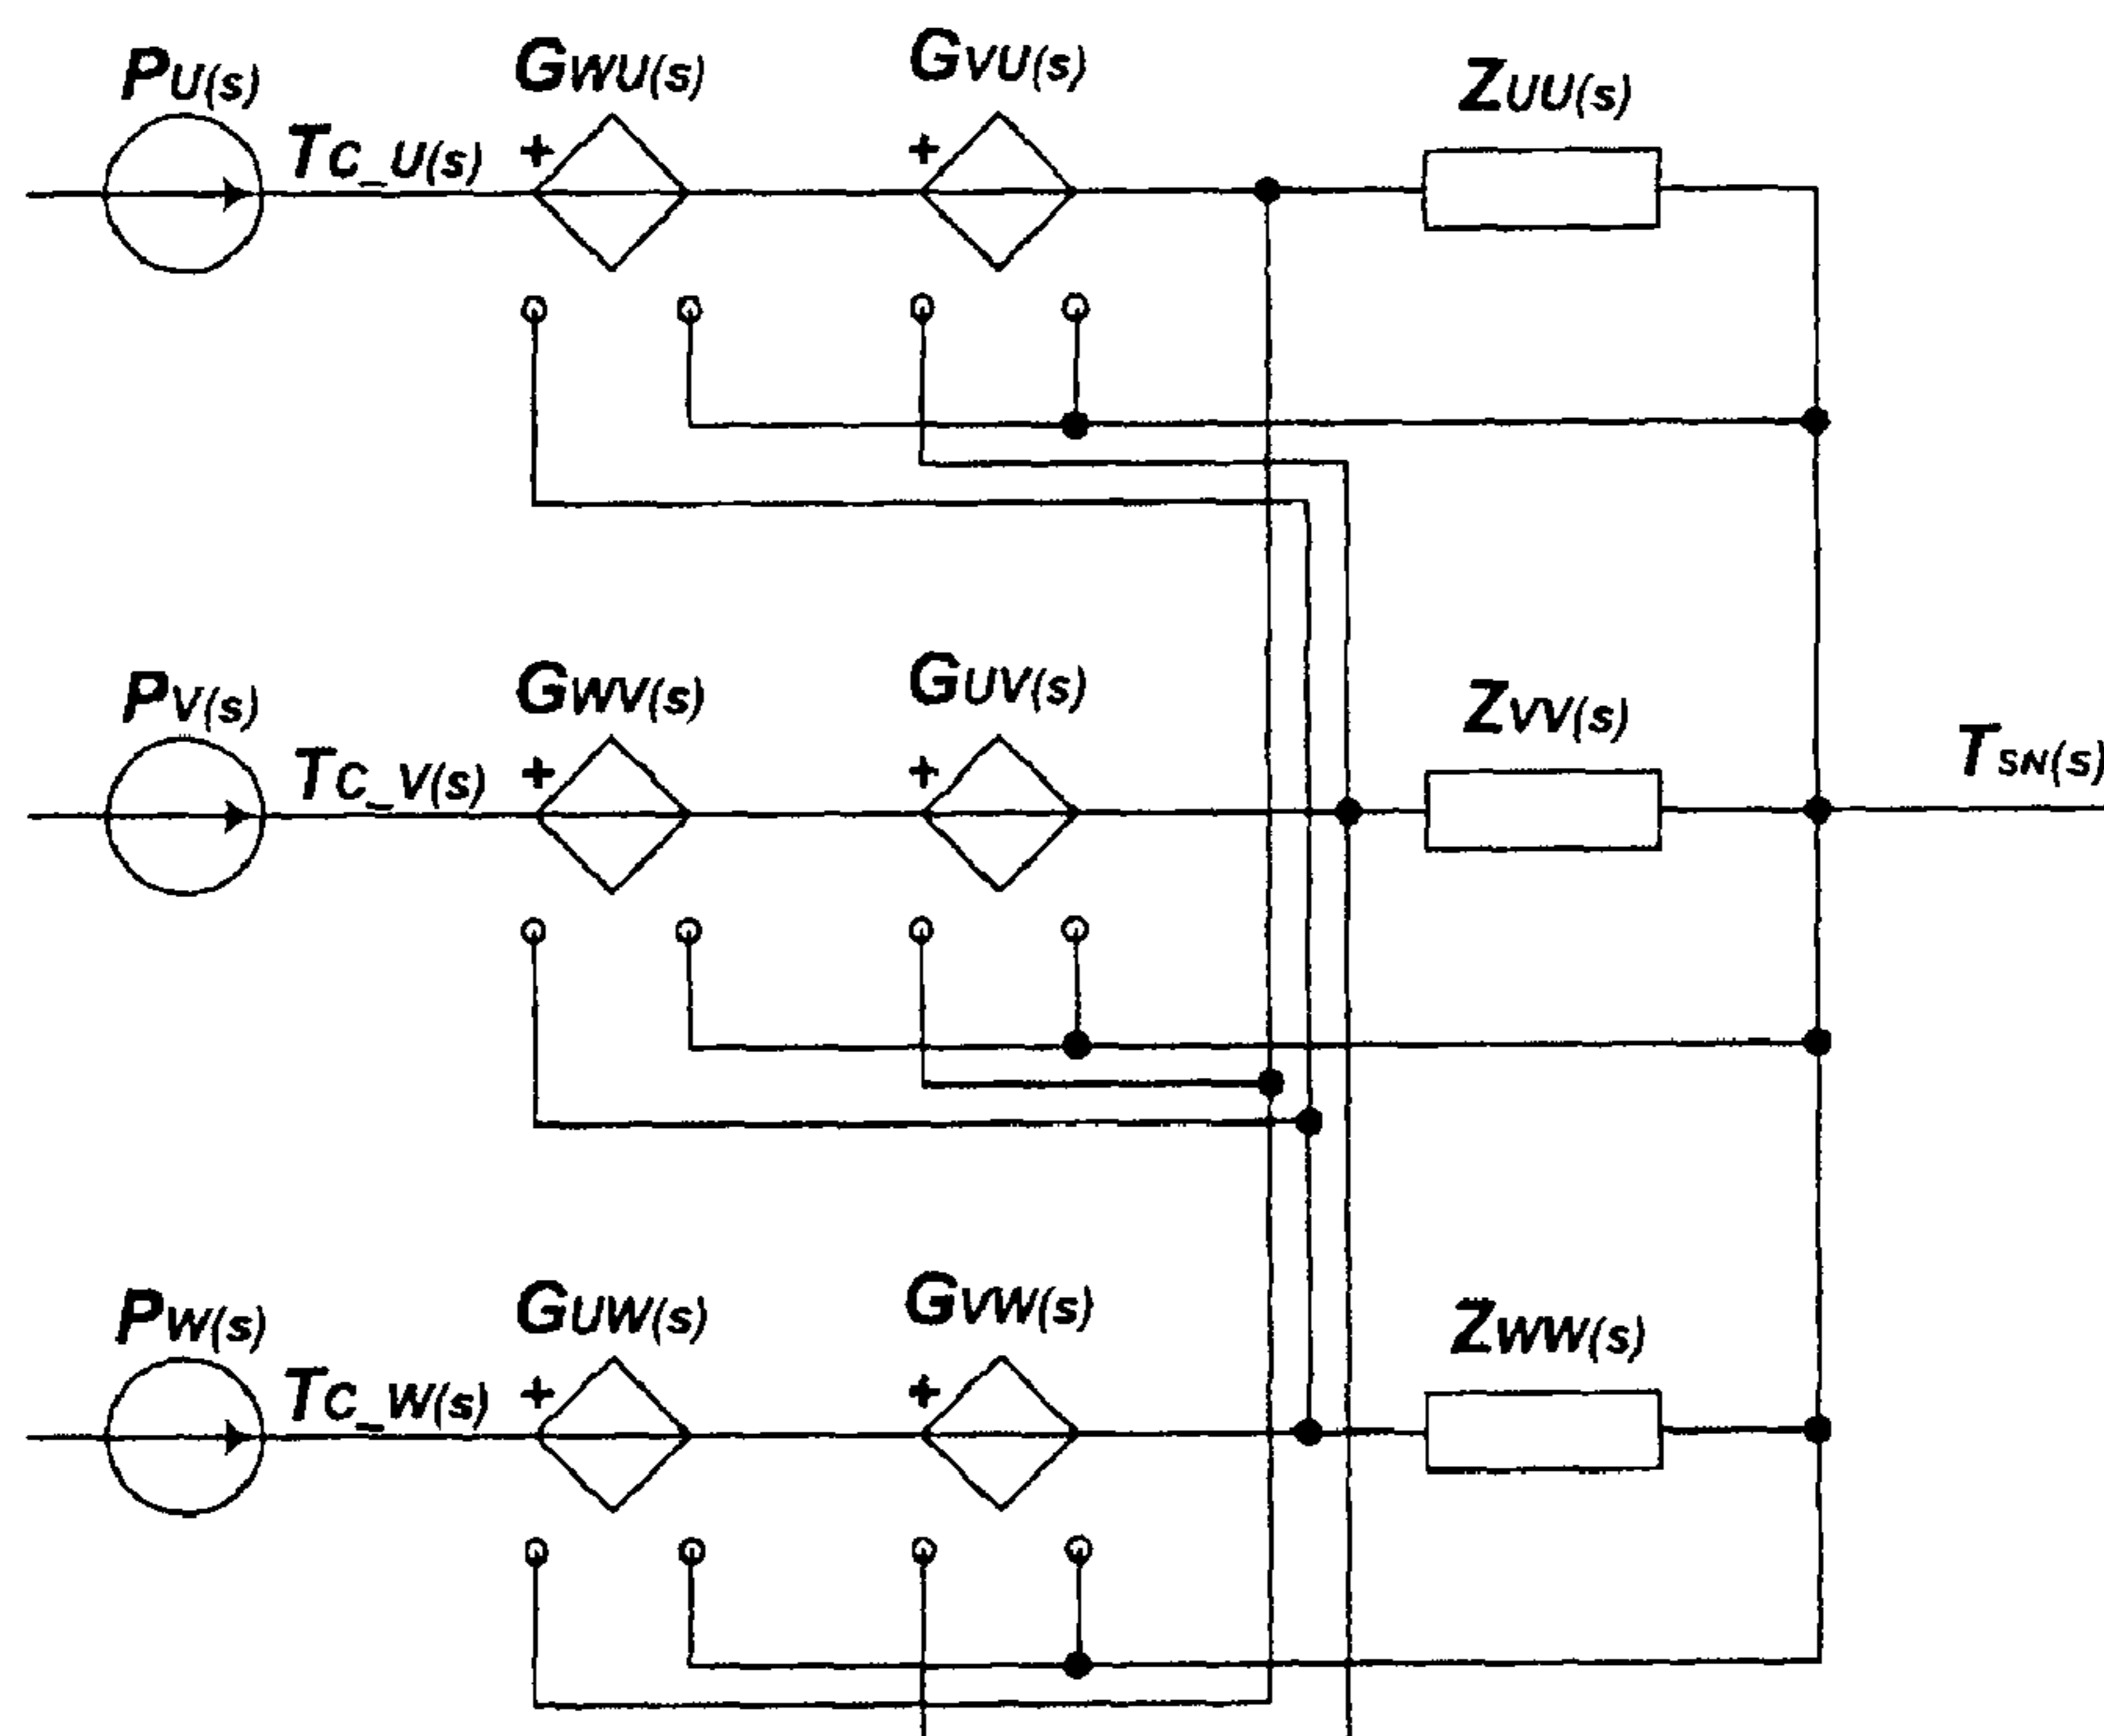 PU(s) GWU(s) GVU(s) ZUU(s)
+ +
TC_U(s)
PV(s) GWV(s) GUV(s) ZVV(s)
TC_V(s) + + TSN(s)
PW(s) GUW(s) GVW(s) ZWW(s)
TC_W(s) + +